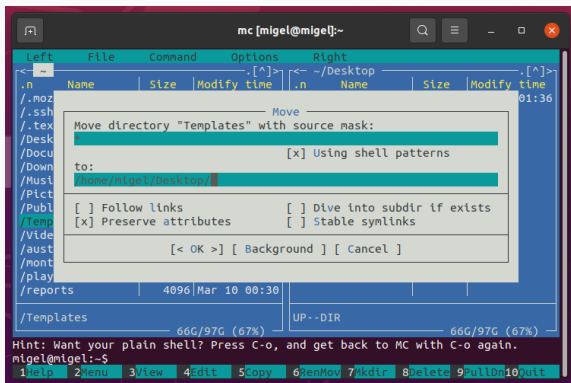 mc [migel@migel]:~
Left File Command Options Right
<- ~ .[^]> <- ~/Desktop .[^]>
.n Name Size Modify time .n Name Size Modify time
/.moz 01:36
/.ssh Move
/.tex Move directory "Templates" with source mask:
/Desk *
/Docu [x] Using shell patterns
/Down to:
/Musi /home/migel/Desktop/
/Pict
/Publ [ ] Follow links [ ] Dive into subdir if exists
/Temp [x] Preserve attributes [ ] Stable symlinks
/Vide
/aust [< OK >] [ Background ] [ Cancel ]
/mont
/play
/reports 4096 Mar 10 00:30
/Templates UP--DIR
66G/97G (67%) 66G/97G (67%)
Hint: Want your plain shell? Press C-o, and get back to MC with C-o again.
migel@migel:~$
1Help 2Menu 3View 4Edit 5Copy 6RenMov 7Mkdir 8Delete 9PullDn 10Quit